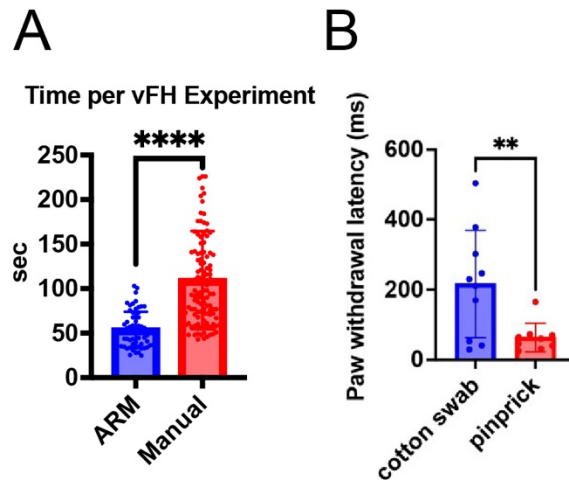 A
Time per vFH Experiment
****
250
200
150
100
50
0
sec
ARM
Manual
B
**
600
400
200
0
Paw withdrawal latency (ms)
cotton swab
pinprick